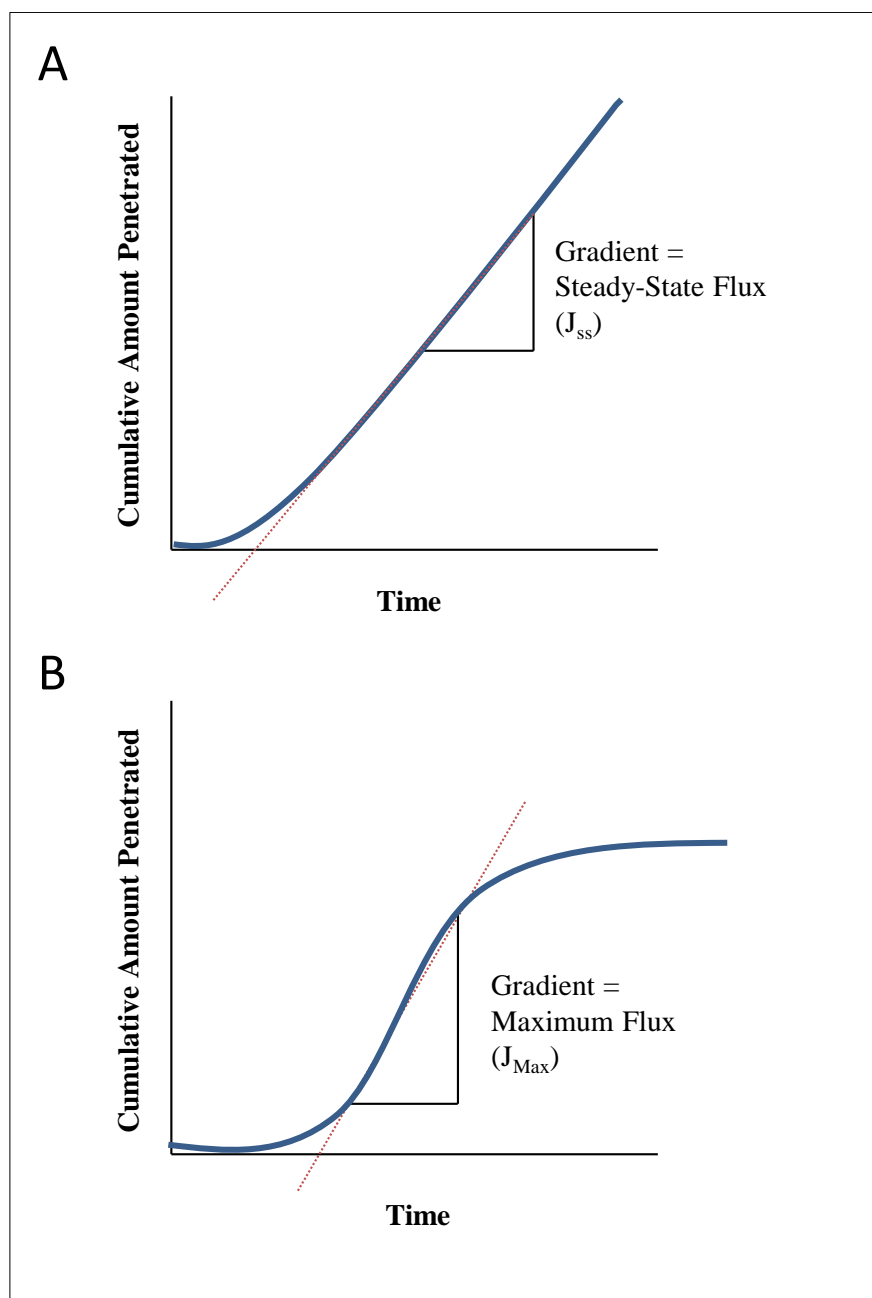 A
Cumulative Amount Penetrated
Gradient =
Steady-State Flux
(Jss)
Time
B
Cumulative Amount Penetrated
Gradient =
Maximum Flux
(JMax)
Time